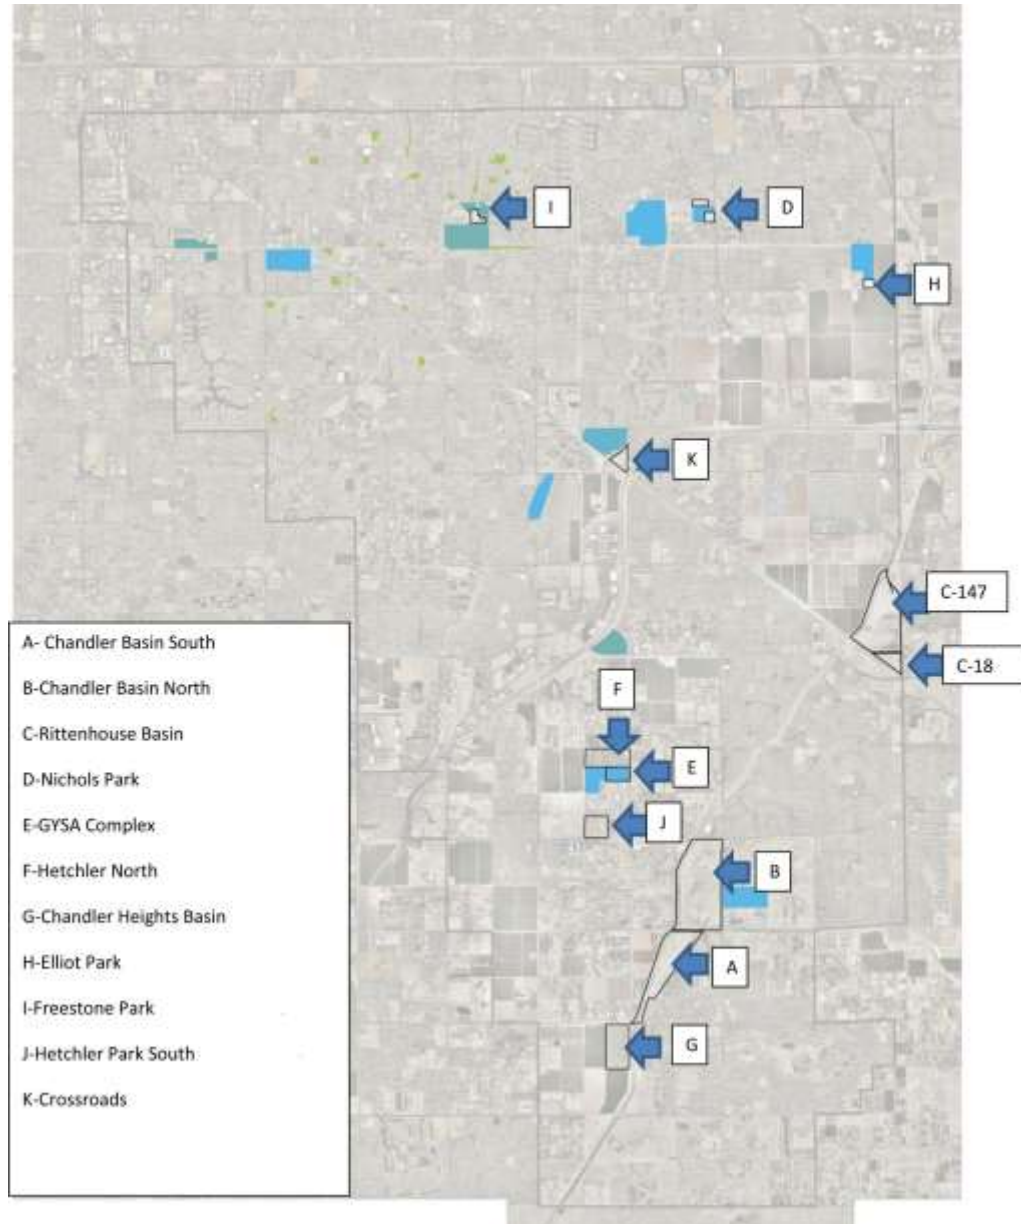 I
D
H
K
C-147
C-18
A- Chandler Basin South
B-Chandler Basin North
C-Rittenhouse Basin
D-Nichols Park
E-GYSA Complex
F-Hetchler North
G-Chandler Heights Basin
H-Elliot Park
I-Freestone Park
J-Hetchler Park South
K-Crossroads
F
E
J
B
A
G